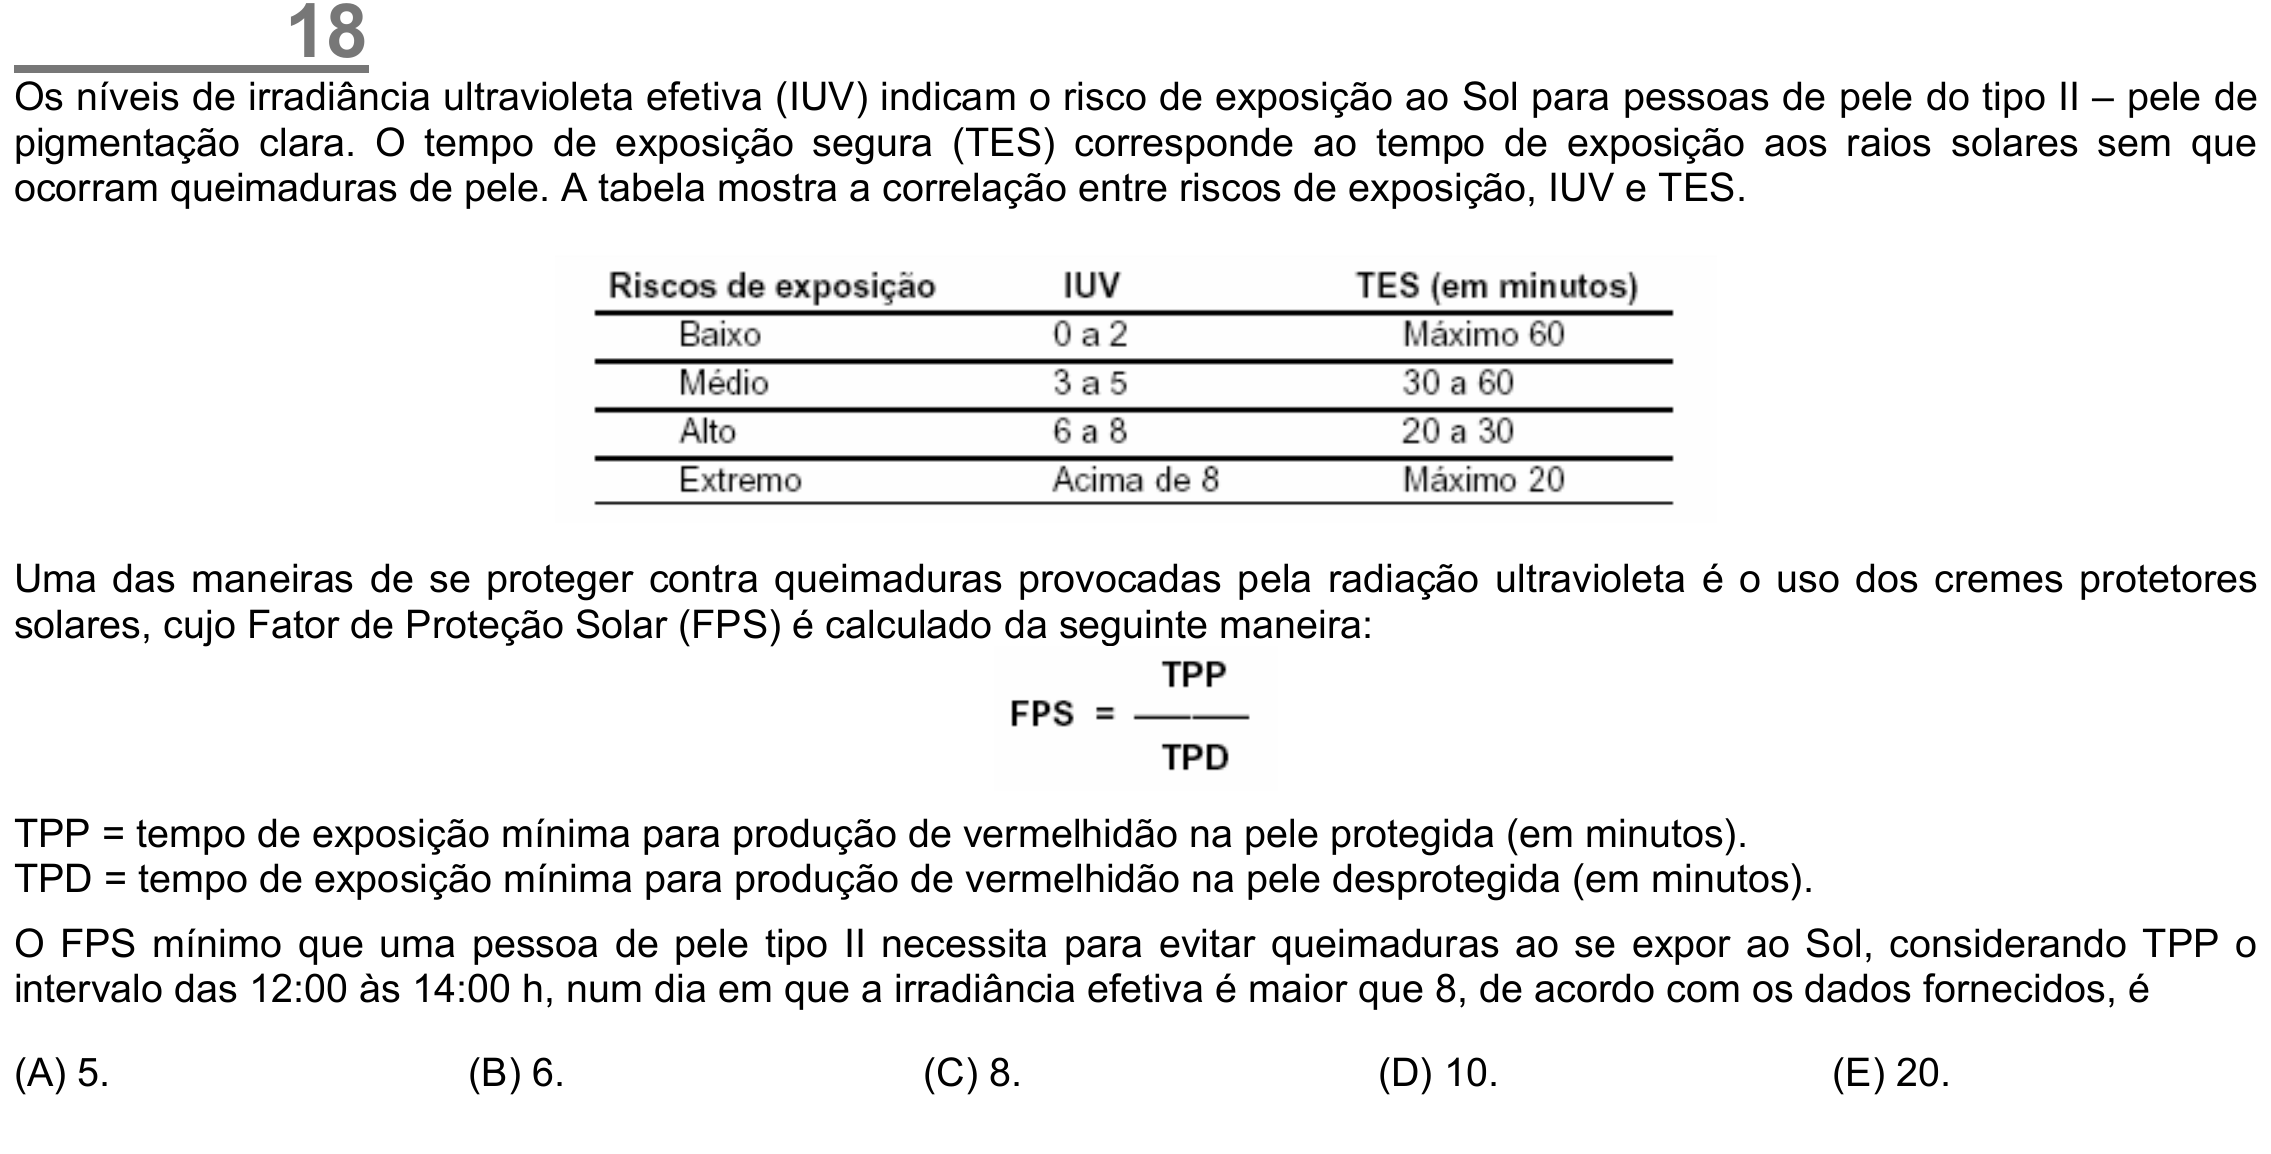 18
Os níveis de irradiância ultravioleta efetiva (IUV) indicam o risco de exposição ao Sol para pessoas de pele do tipo II – pele de
pigmentação clara. O tempo de exposição segura (TES) corresponde ao tempo de exposição aos raios solares sem que
ocorram queimaduras de pele. A tabela mostra a correlação entre riscos de exposição, IUV e TES.
Riscos de exposição IUV TES (em minutos)
Baixo 0 a 2 Máximo 60
Médio 3 a 5 30 a 60
Alto 6 a 8 20 a 30
Extremo Acima de 8 Máximo 20
Uma das maneiras de se proteger contra queimaduras provocadas pela radiação ultravioleta é o uso dos cremes protetores
solares, cujo Fator de Proteção Solar (FPS) é calculado da seguinte maneira:
TPP
FPS =
TPD
TPP = tempo de exposição mínima para produção de vermelhidão na pele protegida (em minutos).
TPD = tempo de exposição mínima para produção de vermelhidão na pele desprotegida (em minutos).
O FPS mínimo que uma pessoa de pele tipo II necessita para evitar queimaduras ao se expor ao Sol, considerando TPP o
intervalo das 12:00 às 14:00 h, num dia em que a irradiância efetiva é maior que 8, de acordo com os dados fornecidos, é
(A) 5. (B) 6. (C) 8. (D) 10. (E) 20.